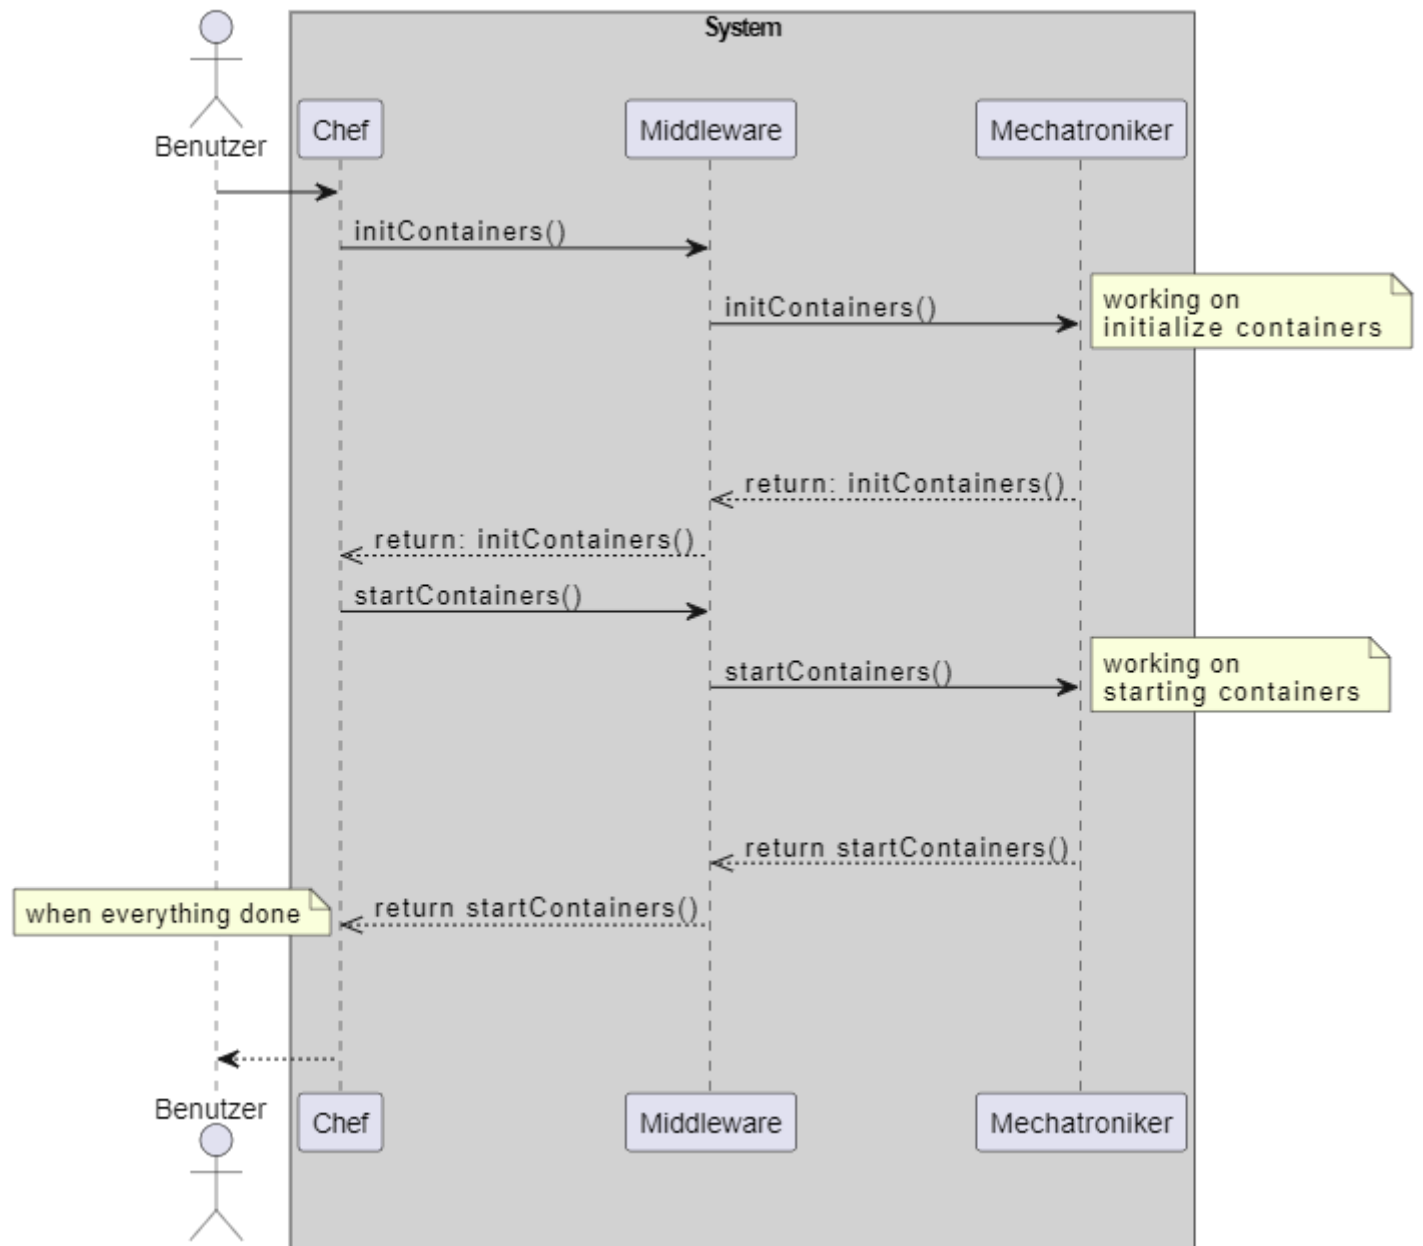 System
Benutzer
Chef
Middleware
Mechatroniker
initContainers()
initContainers()
working on
initialize containers
return: initContainers()
return: initContainers()
startContainers()
startContainers()
working on
starting containers
return startContainers()
return startContainers()
when everything done
Benutzer
Chef
Middleware
Mechatroniker